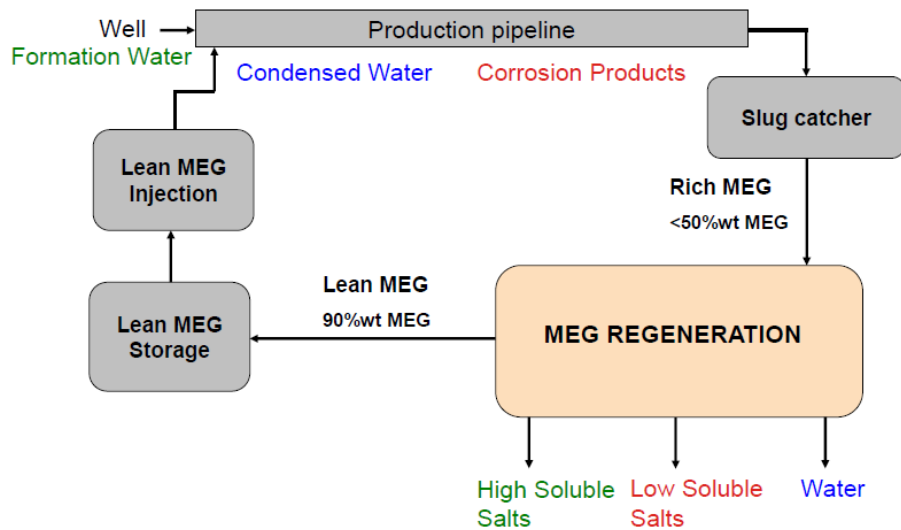 Well
Production pipeline
Formation Water
Condensed Water
Corrosion Products
Slug catcher
Lean MEG
Injection
Rich MEG
<50%wt MEG
Lean MEG
90%wt MEG
Lean MEG
Storage
MEG REGENERATION
High Soluble
Salts
Low Soluble
Salts
Water